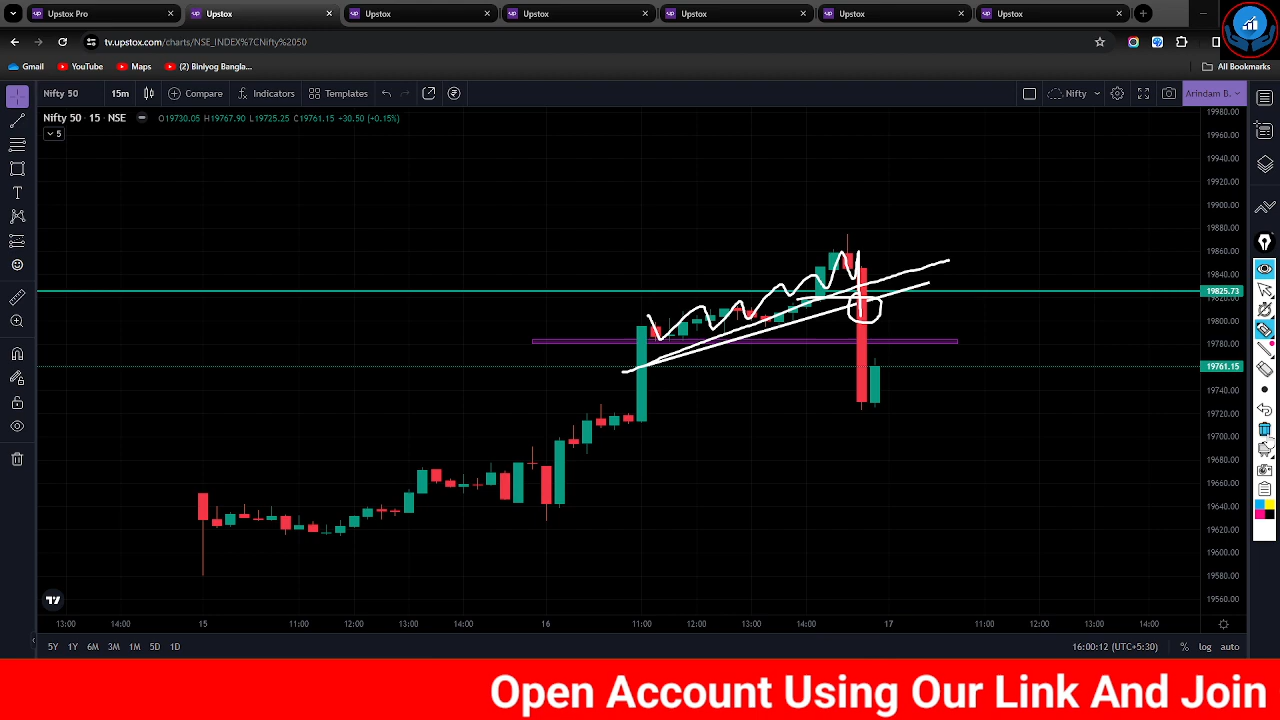 Upstox Pro
Upstox
Upstox
Upstox
Upstox
Upstox
Upstox
tv.upstox.com/charts/NSE_INDEX%7CNifty%2050
Gmail
YouTube
Maps
(2) Binlyog Bangla...
All Bookmarks
Nifty 50
15m
Compare
Indicators
Templates
Nifty
Arindam B.
Nifty 50 · 15 · NSE
O19730.05 H19767.90 L19725.25 C19761.15 +30.50 (+0.15%)
5
19980.00
19960.00
19940.00
19920.00
19900.00
19880.00
19860.00
19840.00
19825.73
19820.00
19800.00
19780.00
19761.15
19740.00
19720.00
19700.00
19680.00
19660.00
19640.00
19620.00
19600.00
19580.00
19560.00
13:00 14:00 15 11:00 12:00 13:00 14:00 16 11:00 12:00 13:00 14:00 17 11:00 12:00 13:00 14:00
5Y 1Y 6M 3M 1M 5D 1D
16:00:12 (UTC+5:30) % log auto
Open Account Using Our Link And Join